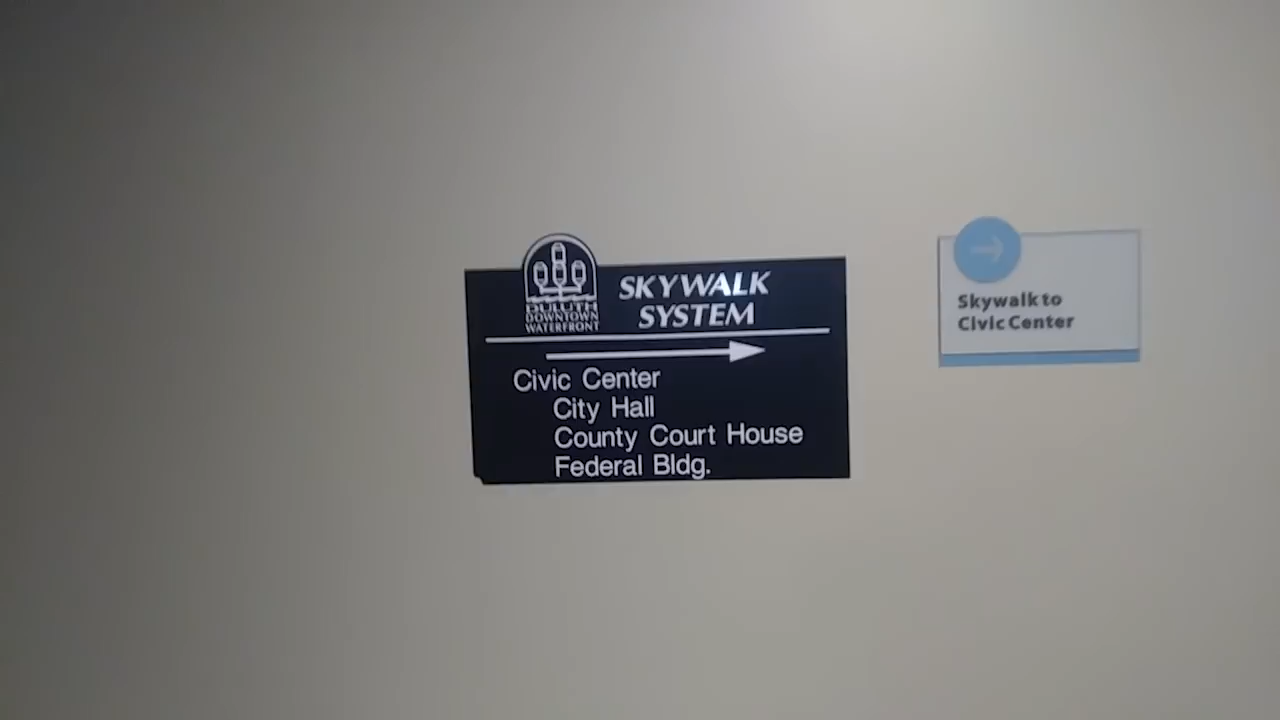 DULUTH
DOWNTOWN
WATERFRONT
SKYWALK
SYSTEM
Civic Center
City Hall
County Court House
Federal Bldg.
Skywalk to
Civic Center